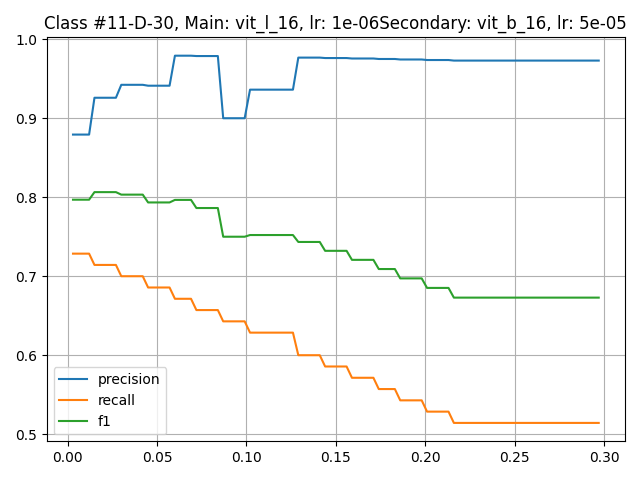 Class #11-D-30, Main: vit_l_16, lr: 1e-06Secondary: vit_b_16, lr: 5e-05
1.0
0.9
0.8
0.7
0.6
0.5
precision
recall
f1
0.00 0.05 0.10 0.15 0.20 0.25 0.30